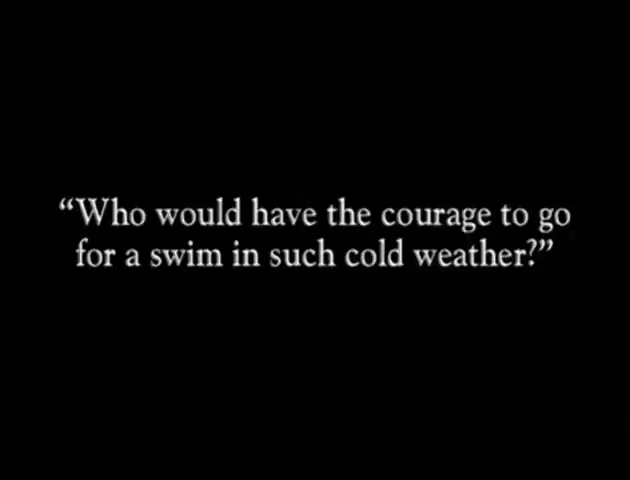 “Who would have the courage to go
for a swim in such cold weather?”